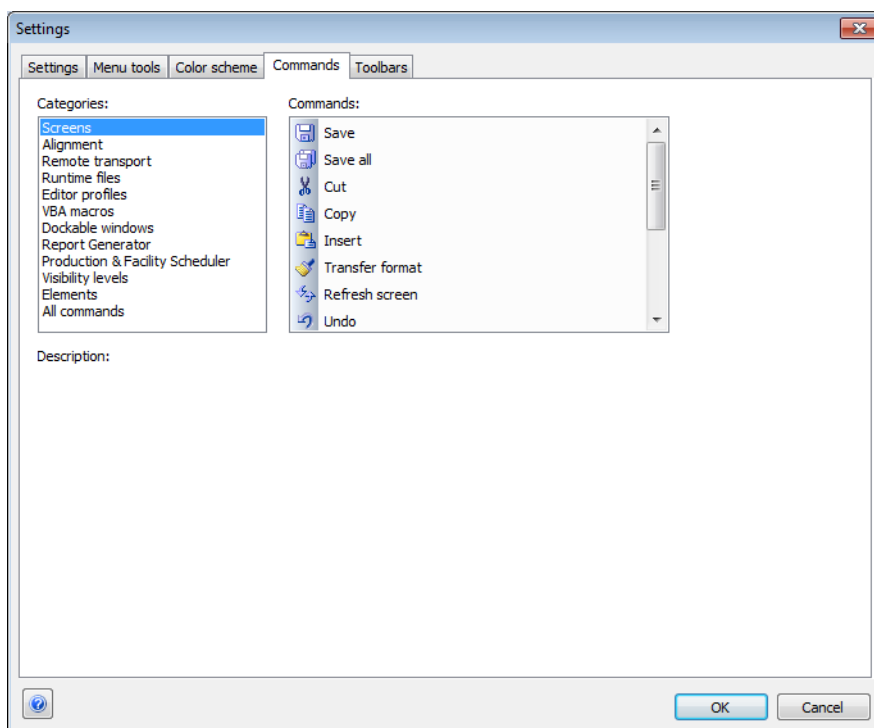 Settings
Settings Menu tools Color scheme Commands Toolbars
Categories:
Screens
Alignment
Remote transport
Runtime files
Editor profiles
VBA macros
Dockable windows
Report Generator
Production & Facility Scheduler
Visibility levels
Elements
All commands
Commands:
Save
Save all
Cut
Copy
Insert
Transfer format
Refresh screen
Undo
Description:
OK Cancel